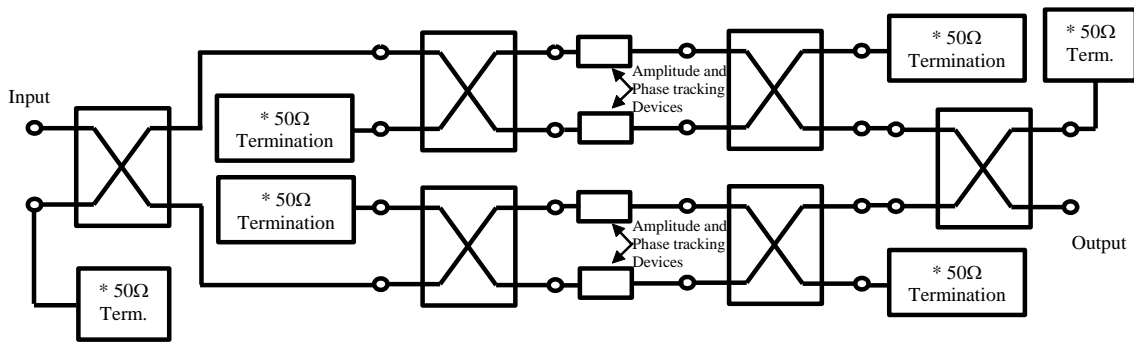 Input
* 50Ω
Term.
* 50Ω
Termination
* 50Ω
Termination
Amplitude and
Phase tracking
Devices
Amplitude and
Phase tracking
Devices
* 50Ω
Termination
* 50Ω
Term.
* 50Ω
Termination
Output